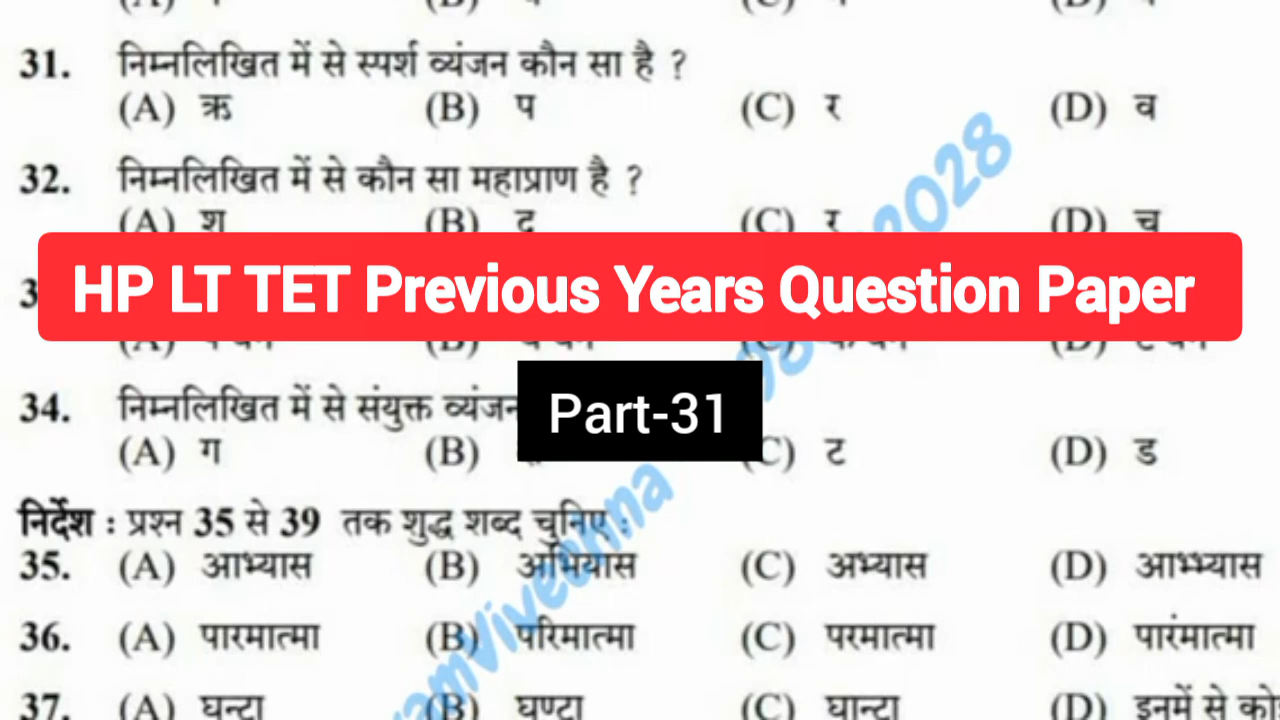 31. निम्नलिखित में से स्पर्श व्यंजन कौन सा है ?
(A) ऋ (B) प (C) र (D) व
32. निम्नलिखित में से कौन सा महाप्राण है ?
(A) श (B) द (C) र (D) च
HP LT TET Previous Years Question Paper
34. निम्नलिखित में से संयुक्त व्यंजन
Part-31
(A) ग (B) (C) ट (D) ड
निर्देश : प्रश्न 35 से 39 तक शुद्ध शब्द चुनिए :
35. (A) आभ्यास (B) अभियास (C) अभ्यास (D) आभ्भ्यास
36. (A) पारमात्मा (B) परिमात्मा (C) परमात्मा (D) पारंमात्मा
37. (A) घन्टा (B) घण्टा (C) घान्टा (D) इनमें से